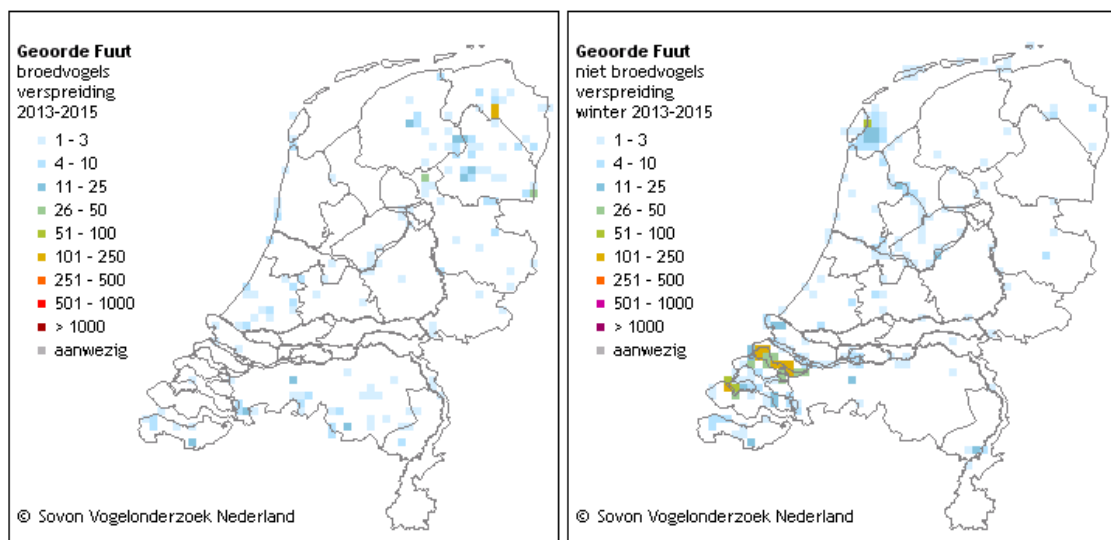 Geoorde Fuut
broedvogels
verspreiding
2013-2015
1 - 3
4 - 10
11 - 25
26 - 50
51 - 100
101 - 250
251 - 500
501 - 1000
> 1000
aanwezig
© Sovon Vogelonderzoek Nederland
Geoorde Fuut
niet broedvogels
verspreiding
winter 2013-2015
1 - 3
4 - 10
11 - 25
26 - 50
51 - 100
101 - 250
251 - 500
501 - 1000
> 1000
aanwezig
© Sovon Vogelonderzoek Nederland